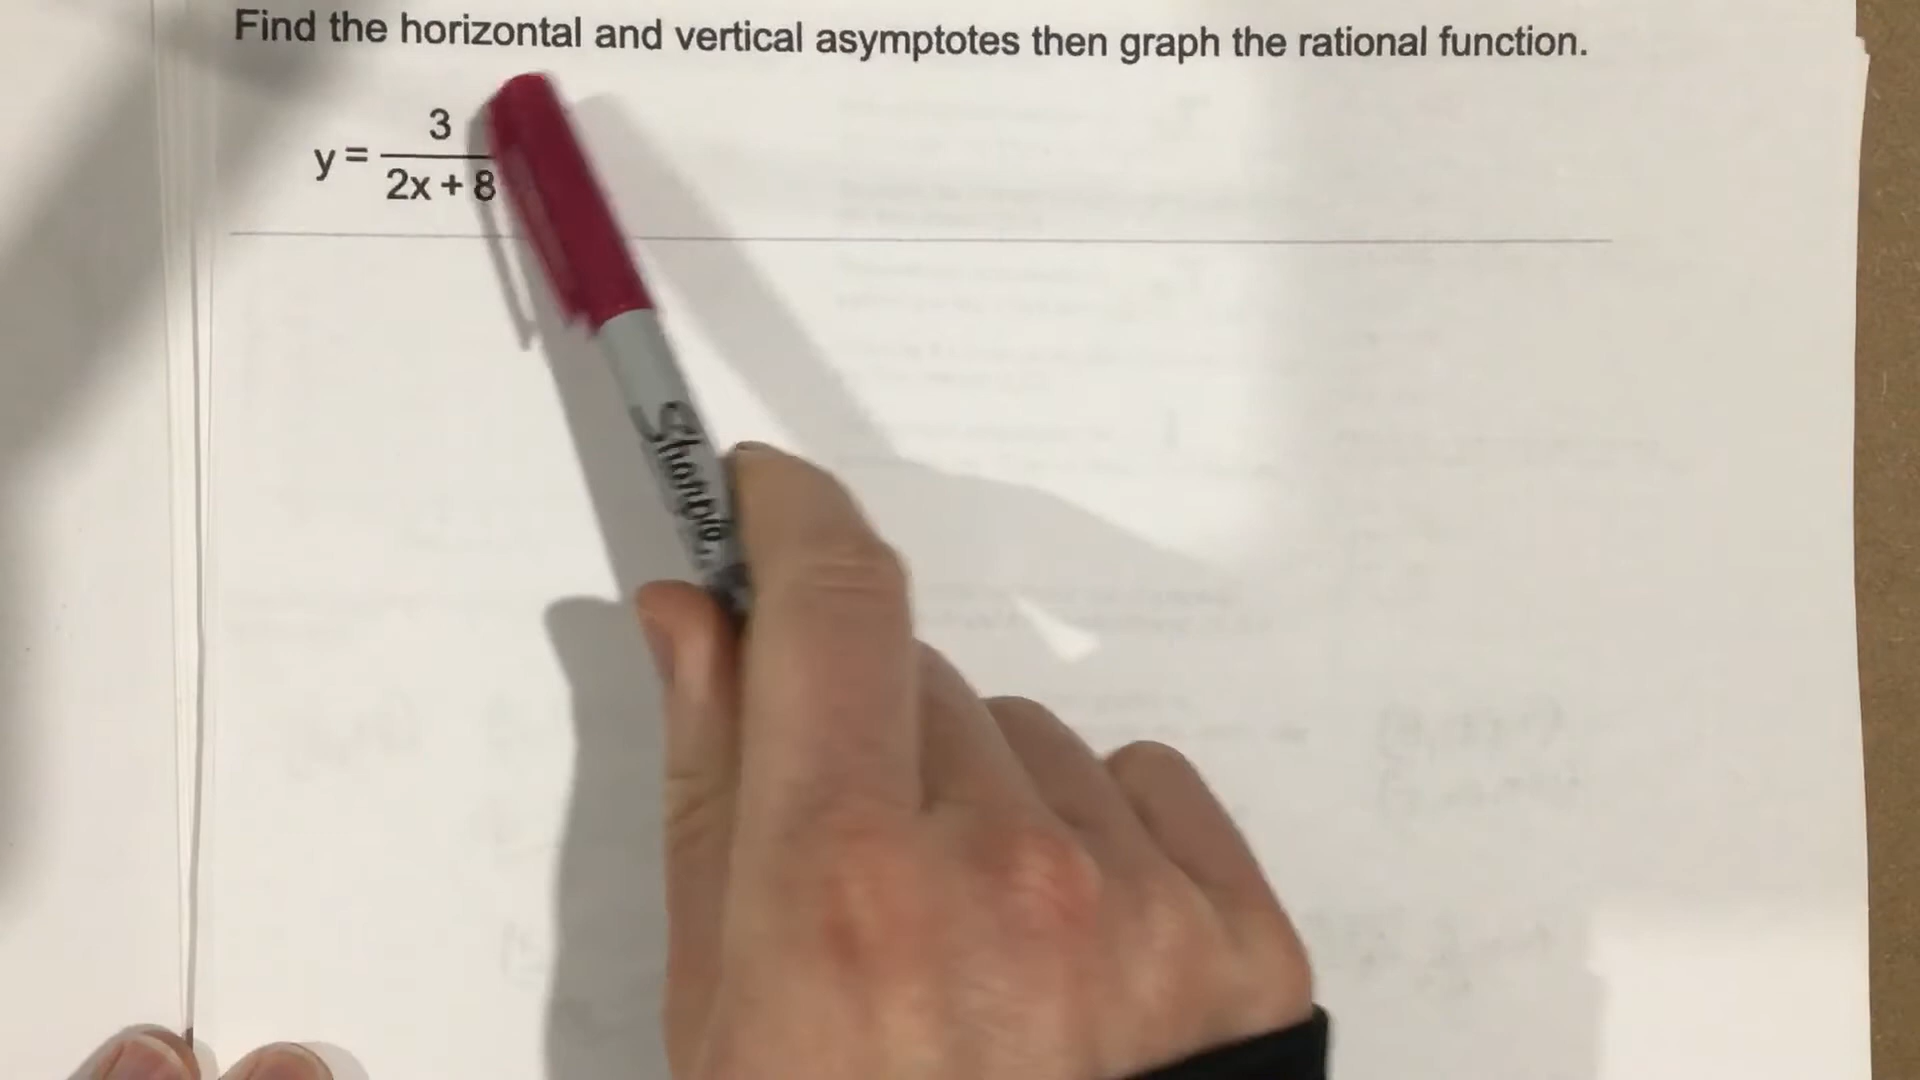 Find the horizontal and vertical asymptotes then graph the rational function.
y = 3
2x + 8
Sharpie